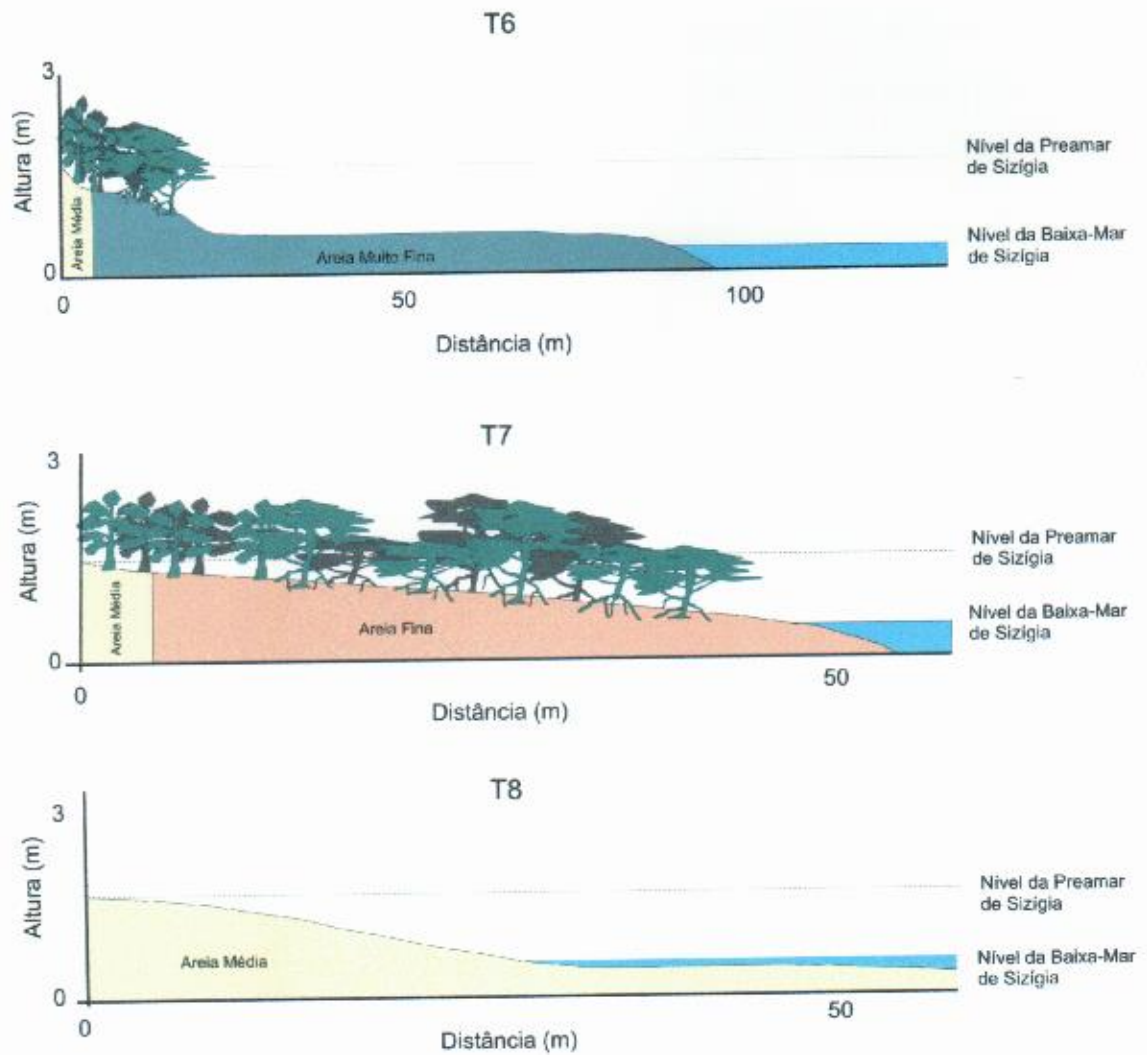 T6
3
Altura (m)
0
Areia Média
Areia Muito Fina
Nível da Preamar
de Sizígia
Nível da Baixa-Mar
de Sizígia
0
50
100
Distância (m)
T7
3
Altura (m)
0
Areia Média
Areia Fina
Nível da Preamar
de Sizígia
Nível da Baixa-Mar
de Sizígia
0
50
Distância (m)
T8
3
Altura (m)
0
Areia Média
Nível da Preamar
de Sizígia
Nível da Baixa-Mar
de Sizígia
0
50
Distância (m)